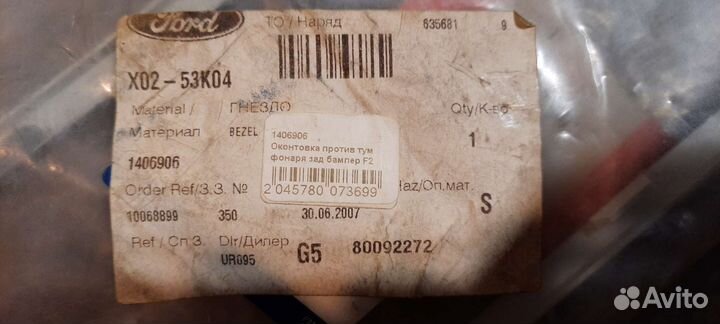 Ford
ТО / Наряд 635681 9
X02-53K04
Material / ГНЕЗДО Qty/К-во
Материал BEZEL 1
1406906
1406906
Оконтовка против тум
фонаря зад бампер F2
2 045780 073699
Order Ref/З.З. № Haz/Оп.мат.
10068899 350 30.06.2007 S
Ref / Сп.З. Dlr/Дилер G5 80092272
UR095
Avito